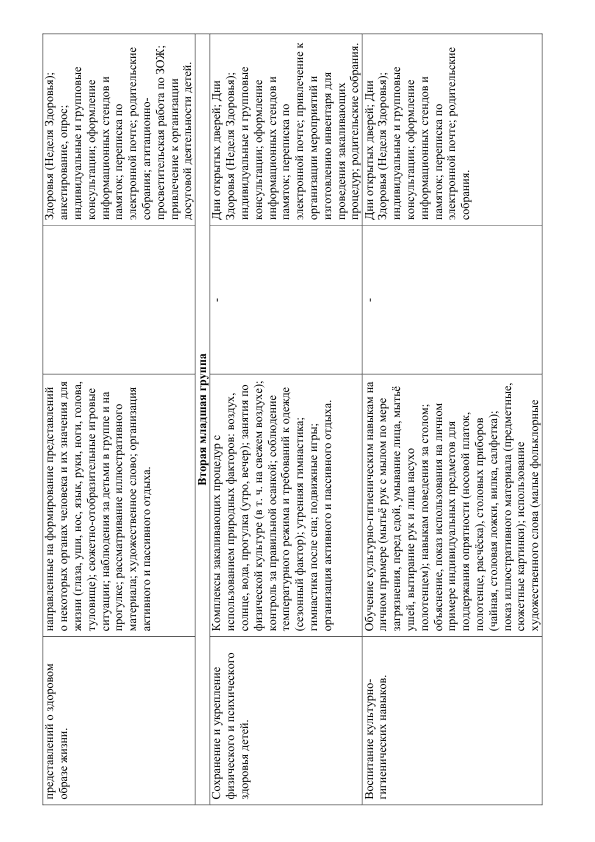 представлений о здоровом
образе жизни.
направленные на формирование представлений
о некоторых органах человека и их значения для
жизни (глаза, уши, нос, язык, руки, ноги, голова,
туловище); сюжетно-отобразительные игровые
ситуации; наблюдения за детьми в группе и на
прогулке; рассматривание иллюстративного
материала; художественное слово; организация
активного и пассивного отдыха.
Здоровья (Неделя Здоровья);
анкетирование, опрос;
индивидуальные и групповые
консультации; оформление
информационных стендов и
памяток; переписка по
электронной почте; родительские
собрания; агитационно-
просветительская работа по ЗОЖ;
привлечение к организации
досуговой деятельности детей.
Вторая младшая группа
Сохранение и укрепление
физического и психического
здоровья детей.
Комплексы закаливающих процедур с
использованием природных факторов: воздух,
солнце, вода, прогулка (утро, вечер); занятия по
физической культуре (в т. ч. на свежем воздухе);
контроль за правильной осанкой; соблюдение
температурного режима и требований к одежде
(сезонный фактор); утренняя гимнастика;
гимнастика после сна; подвижные игры;
организация активного и пассивного отдыха.
-
Дни открытых дверей; Дни
Здоровья (Неделя Здоровья);
индивидуальные и групповые
консультации; оформление
информационных стендов и
памяток; переписка по
электронной почте; привлечение к
организации мероприятий и
изготовлению инвентаря для
проведения закаливающих
процедур; родительские собрания.
Воспитание культурно-
гигиенических навыков.
Обучение культурно-гигиеническим навыкам на
личном примере (мытьё рук с мылом по мере
загрязнения, перед едой, умывание лица, мытьё
ушей, вытирание рук и лица насухо
полотенцем); навыкам поведения за столом;
объяснение, показ использования на личном
примере индивидуальных предметов для
поддержания опрятности (носовой платок,
полотенце, расчёска), столовых приборов
(чайная, столовая ложки, вилка, салфетка);
показ иллюстративного материала (предметные,
сюжетные картинки); использование
художественного слова (малые фольклорные
-
Дни открытых дверей; Дни
Здоровья (Неделя Здоровья);
индивидуальные и групповые
консультации; оформление
информационных стендов и
памяток; переписка по
электронной почте; родительские
собрания.